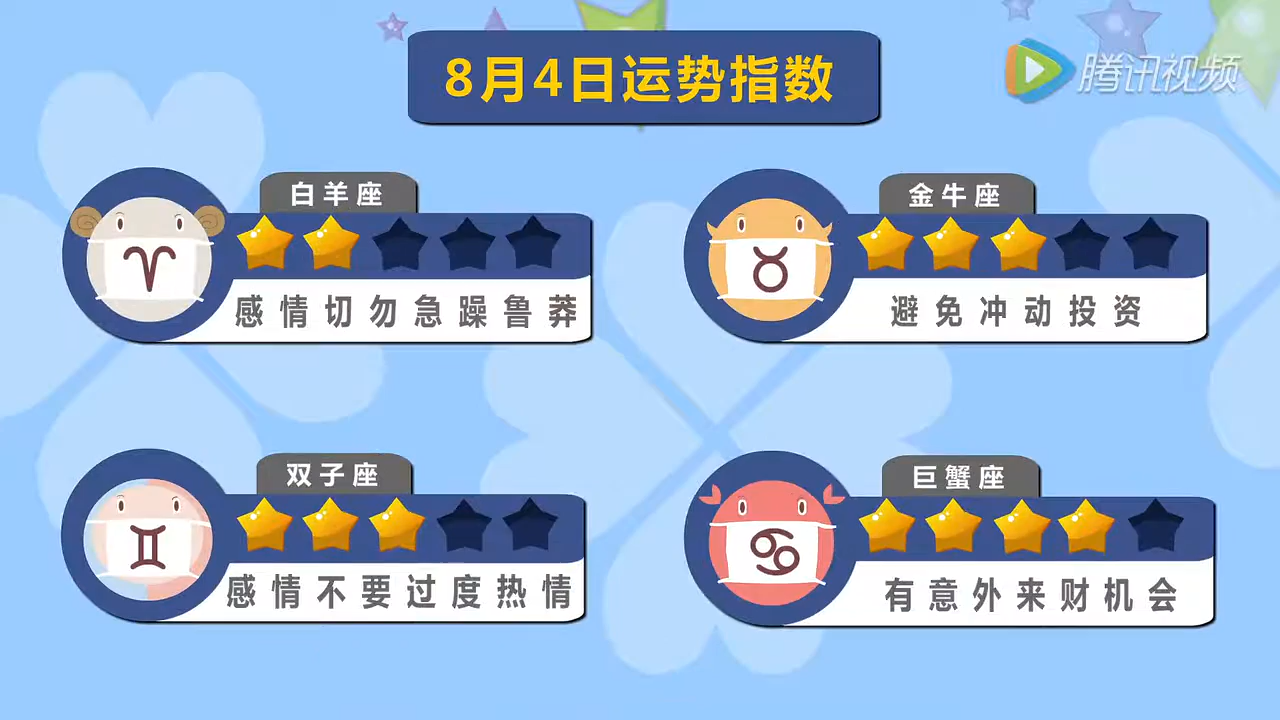 8月4日运势指数
腾讯视频
白羊座
感情切勿急躁鲁莽
金牛座
避免冲动投资
双子座
感情不要过度热情
巨蟹座
有意外来财机会